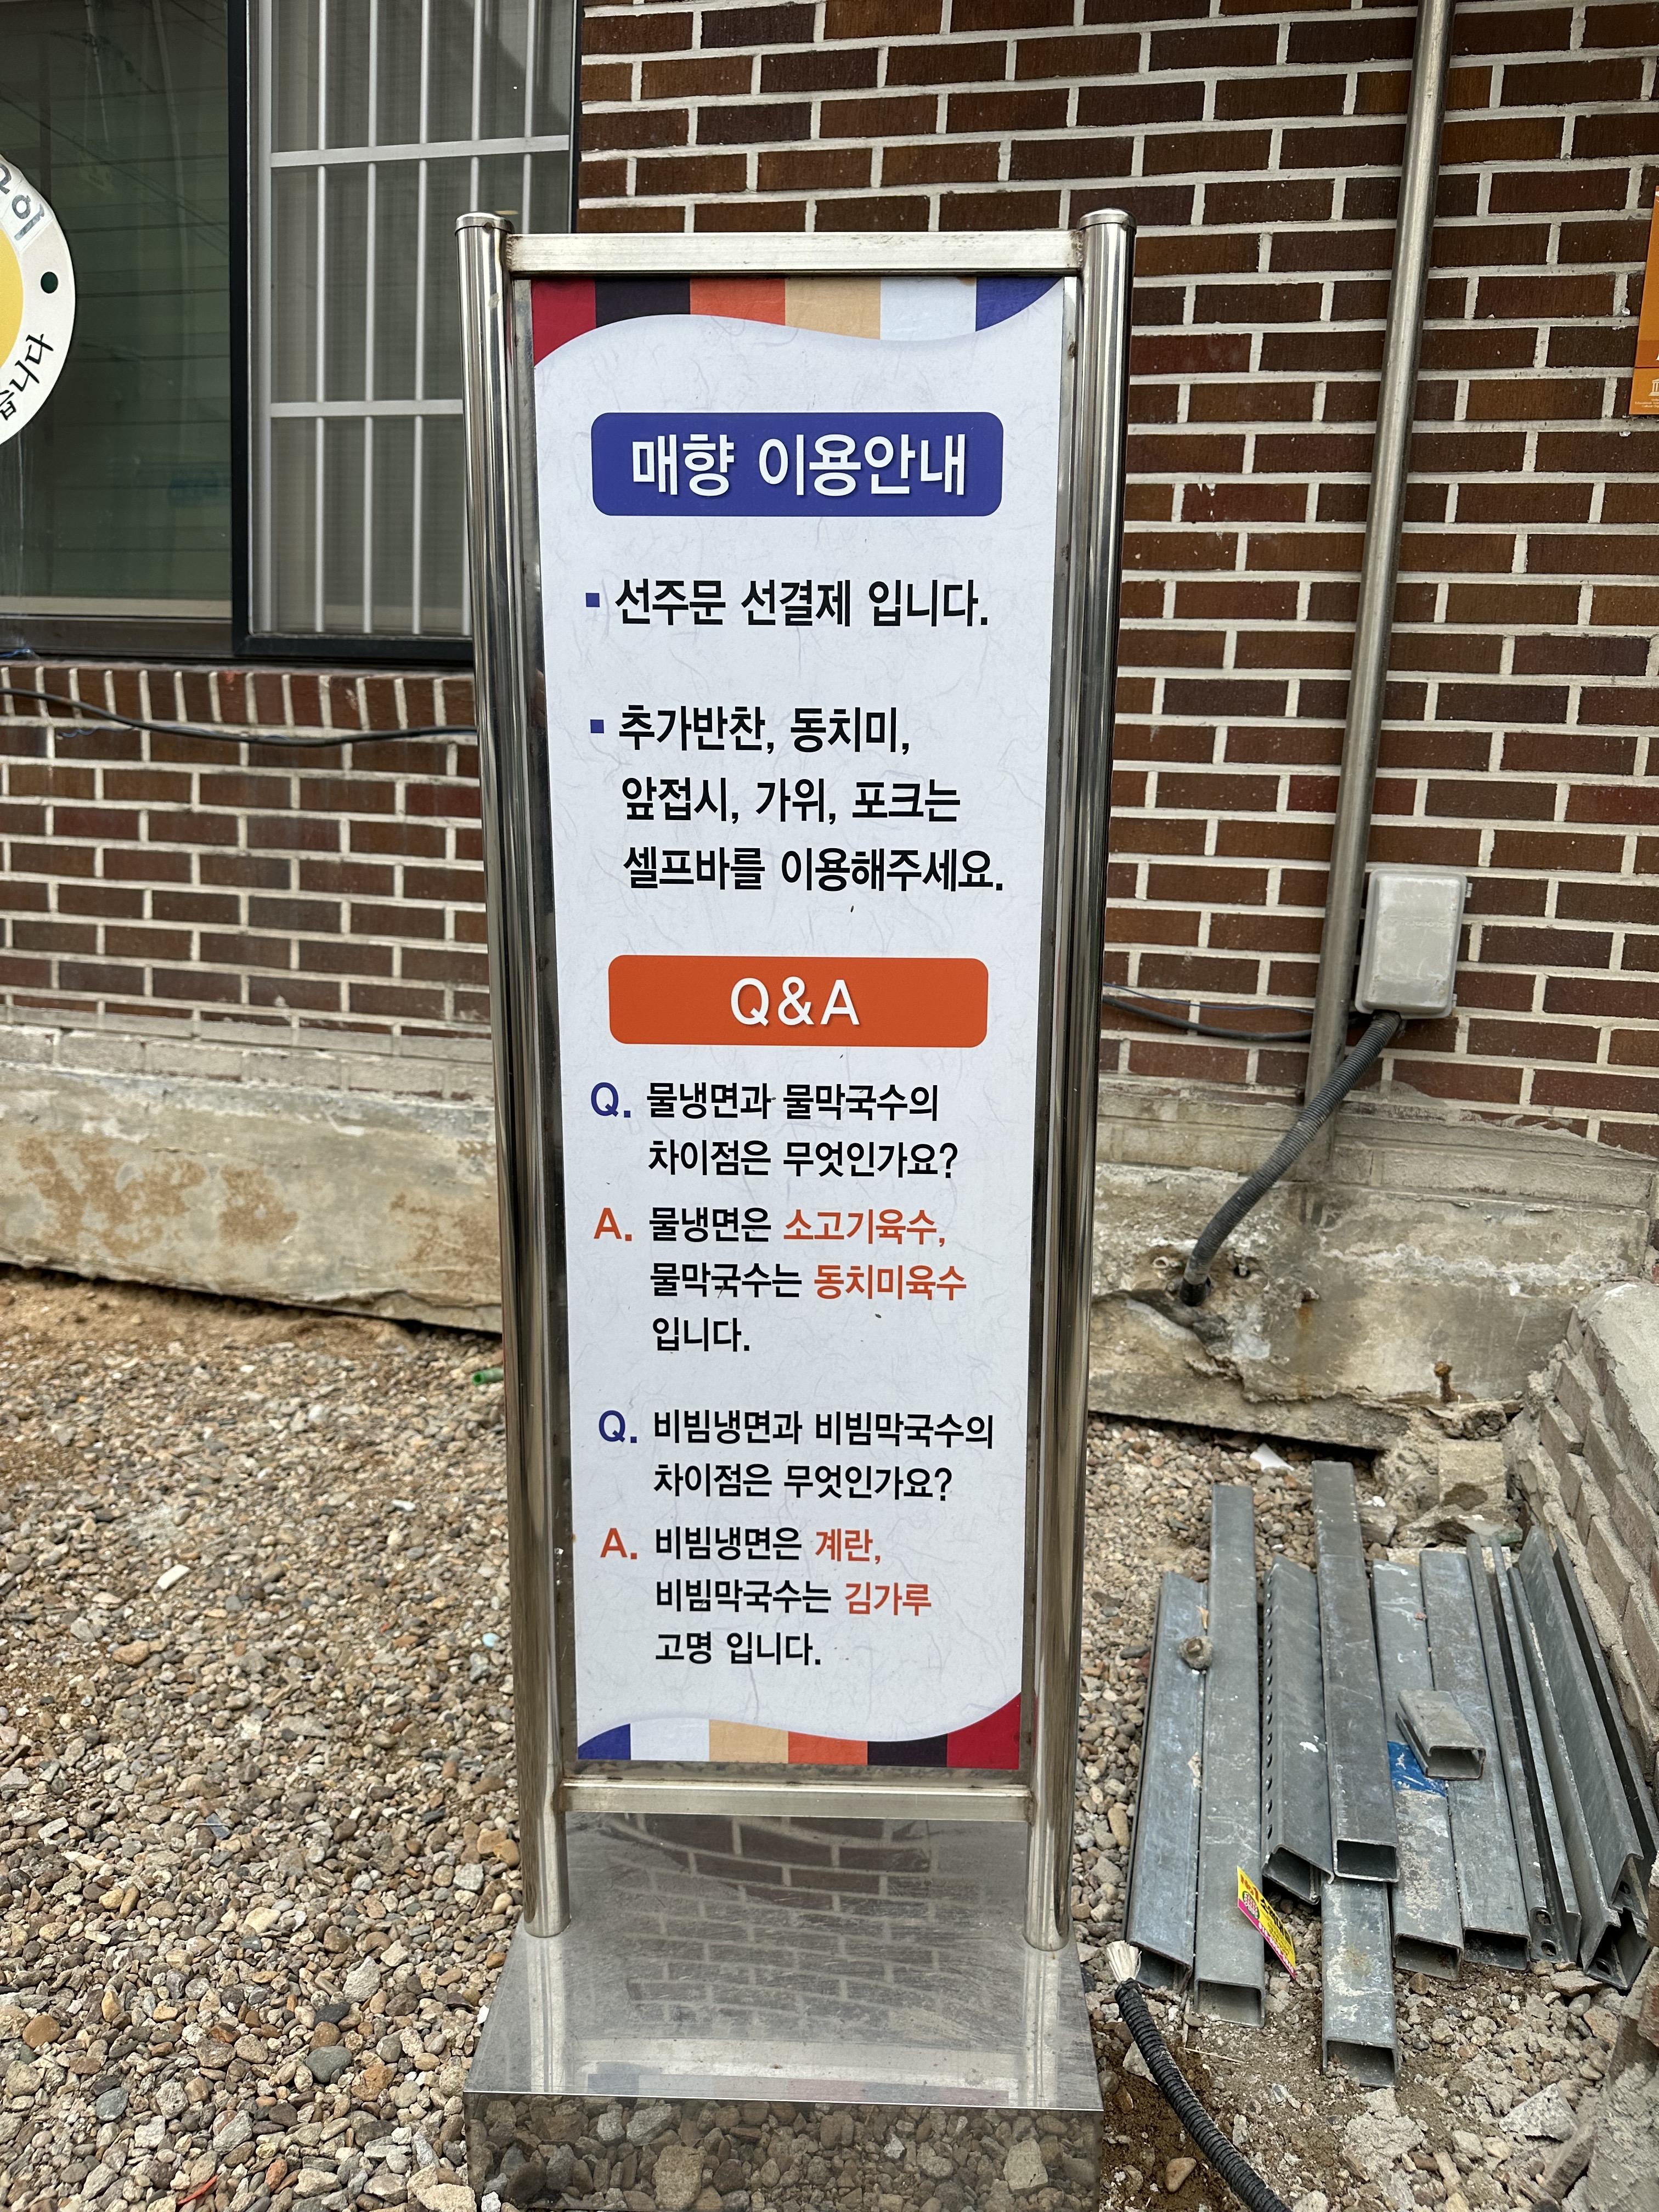 습니다
매향 이용안내
▪ 선주문 선결제 입니다.
▪ 추가반찬, 동치미,
앞접시, 가위, 포크는
셀프바를 이용해주세요.
Q&A
Q. 물냉면과 물막국수의
차이점은 무엇인가요?
A. 물냉면은 소고기육수,
물막국수는 동치미육수
입니다.
Q. 비빔냉면과 비빔막국수의
차이점은 무엇인가요?
A. 비빔냉면은 계란,
비빔막국수는 김가루
고명 입니다.